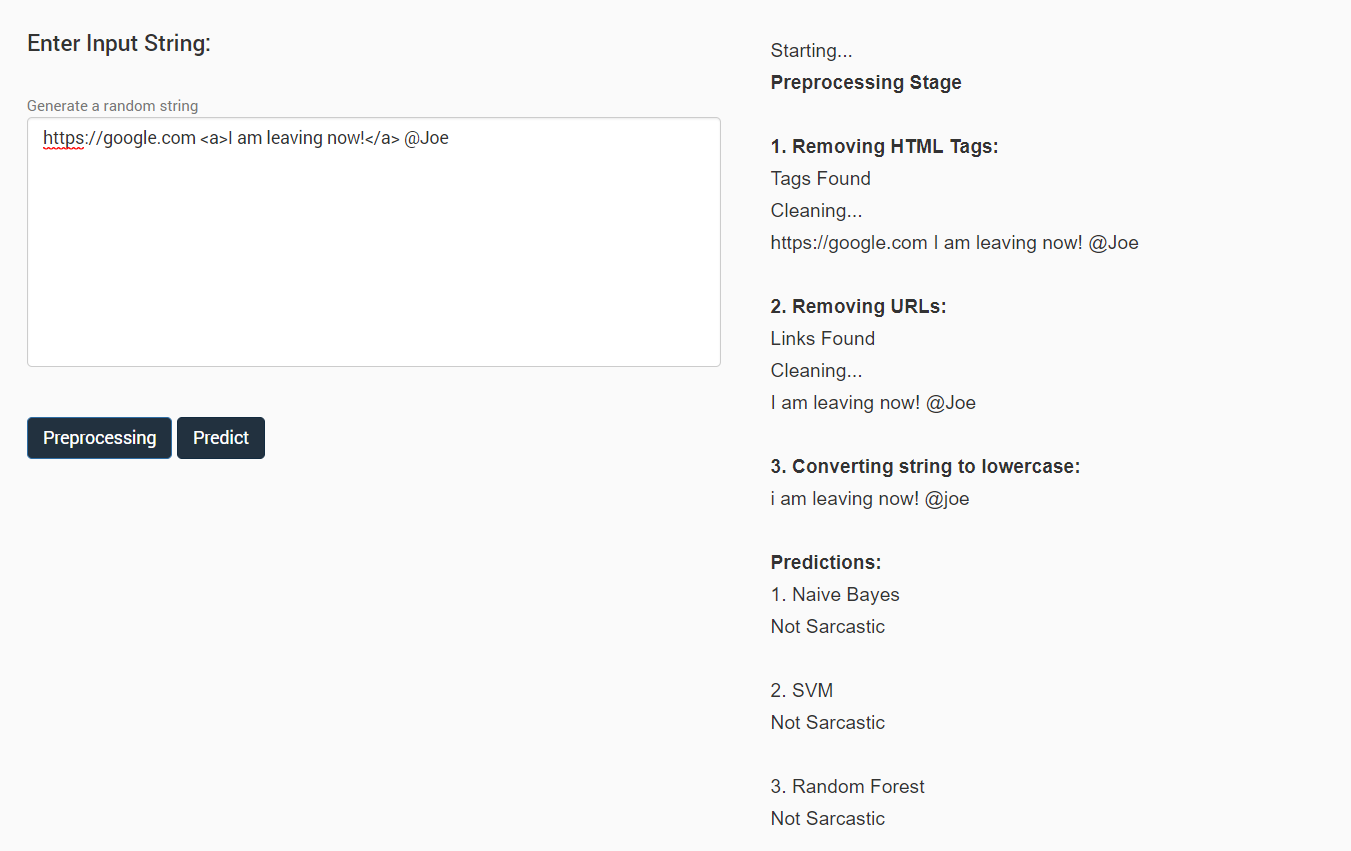 Enter Input String:
Generate a random string
https://google.com <a>I am leaving now!</a> @Joe
Preprocessing
Predict
Starting...
Preprocessing Stage
1. Removing HTML Tags:
Tags Found
Cleaning...
https://google.com I am leaving now! @Joe
2. Removing URLs:
Links Found
Cleaning...
I am leaving now! @Joe
3. Converting string to lowercase:
i am leaving now! @joe
Predictions:
1. Naive Bayes
Not Sarcastic
2. SVM
Not Sarcastic
3. Random Forest
Not Sarcastic